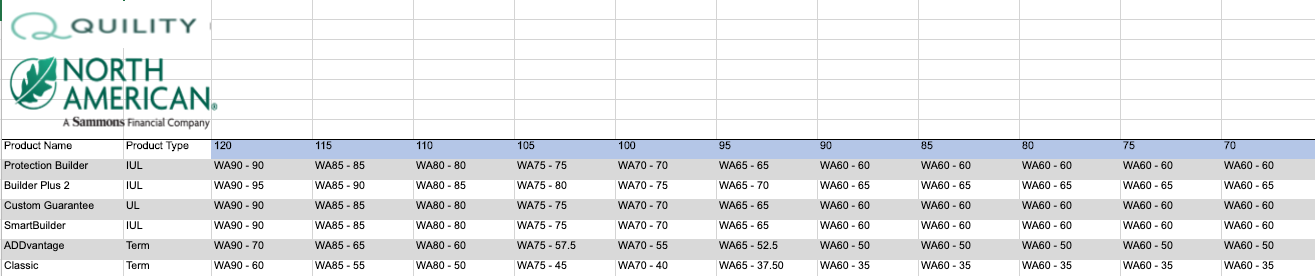 QUILITY
NORTH
AMERICAN®
A Sammons Financial Company
Product Name Product Type 120 115 110 105 100 95 90 85 80 75 70
Protection Builder IUL WA90 - 90 WA85 - 85 WA80 - 80 WA75 - 75 WA70 - 70 WA65 - 65 WA60 - 60 WA60 - 60 WA60 - 60 WA60 - 60 WA60 - 60
Builder Plus 2 IUL WA90 - 95 WA85 - 90 WA80 - 85 WA75 - 80 WA70 - 75 WA65 - 70 WA60 - 65 WA60 - 65 WA60 - 65 WA60 - 65 WA60 - 65
Custom Guarantee UL WA90 - 90 WA85 - 85 WA80 - 80 WA75 - 75 WA70 - 70 WA65 - 65 WA60 - 60 WA60 - 60 WA60 - 60 WA60 - 60 WA60 - 60
SmartBuilder IUL WA90 - 90 WA85 - 85 WA80 - 80 WA75 - 75 WA70 - 70 WA65 - 65 WA60 - 60 WA60 - 60 WA60 - 60 WA60 - 60 WA60 - 60
ADDvantage Term WA90 - 70 WA85 - 65 WA80 - 60 WA75 - 57.5 WA70 - 55 WA65 - 52.5 WA60 - 50 WA60 - 50 WA60 - 50 WA60 - 50 WA60 - 50
Classic Term WA90 - 60 WA85 - 55 WA80 - 50 WA75 - 45 WA70 - 40 WA65 - 37.50 WA60 - 35 WA60 - 35 WA60 - 35 WA60 - 35 WA60 - 35